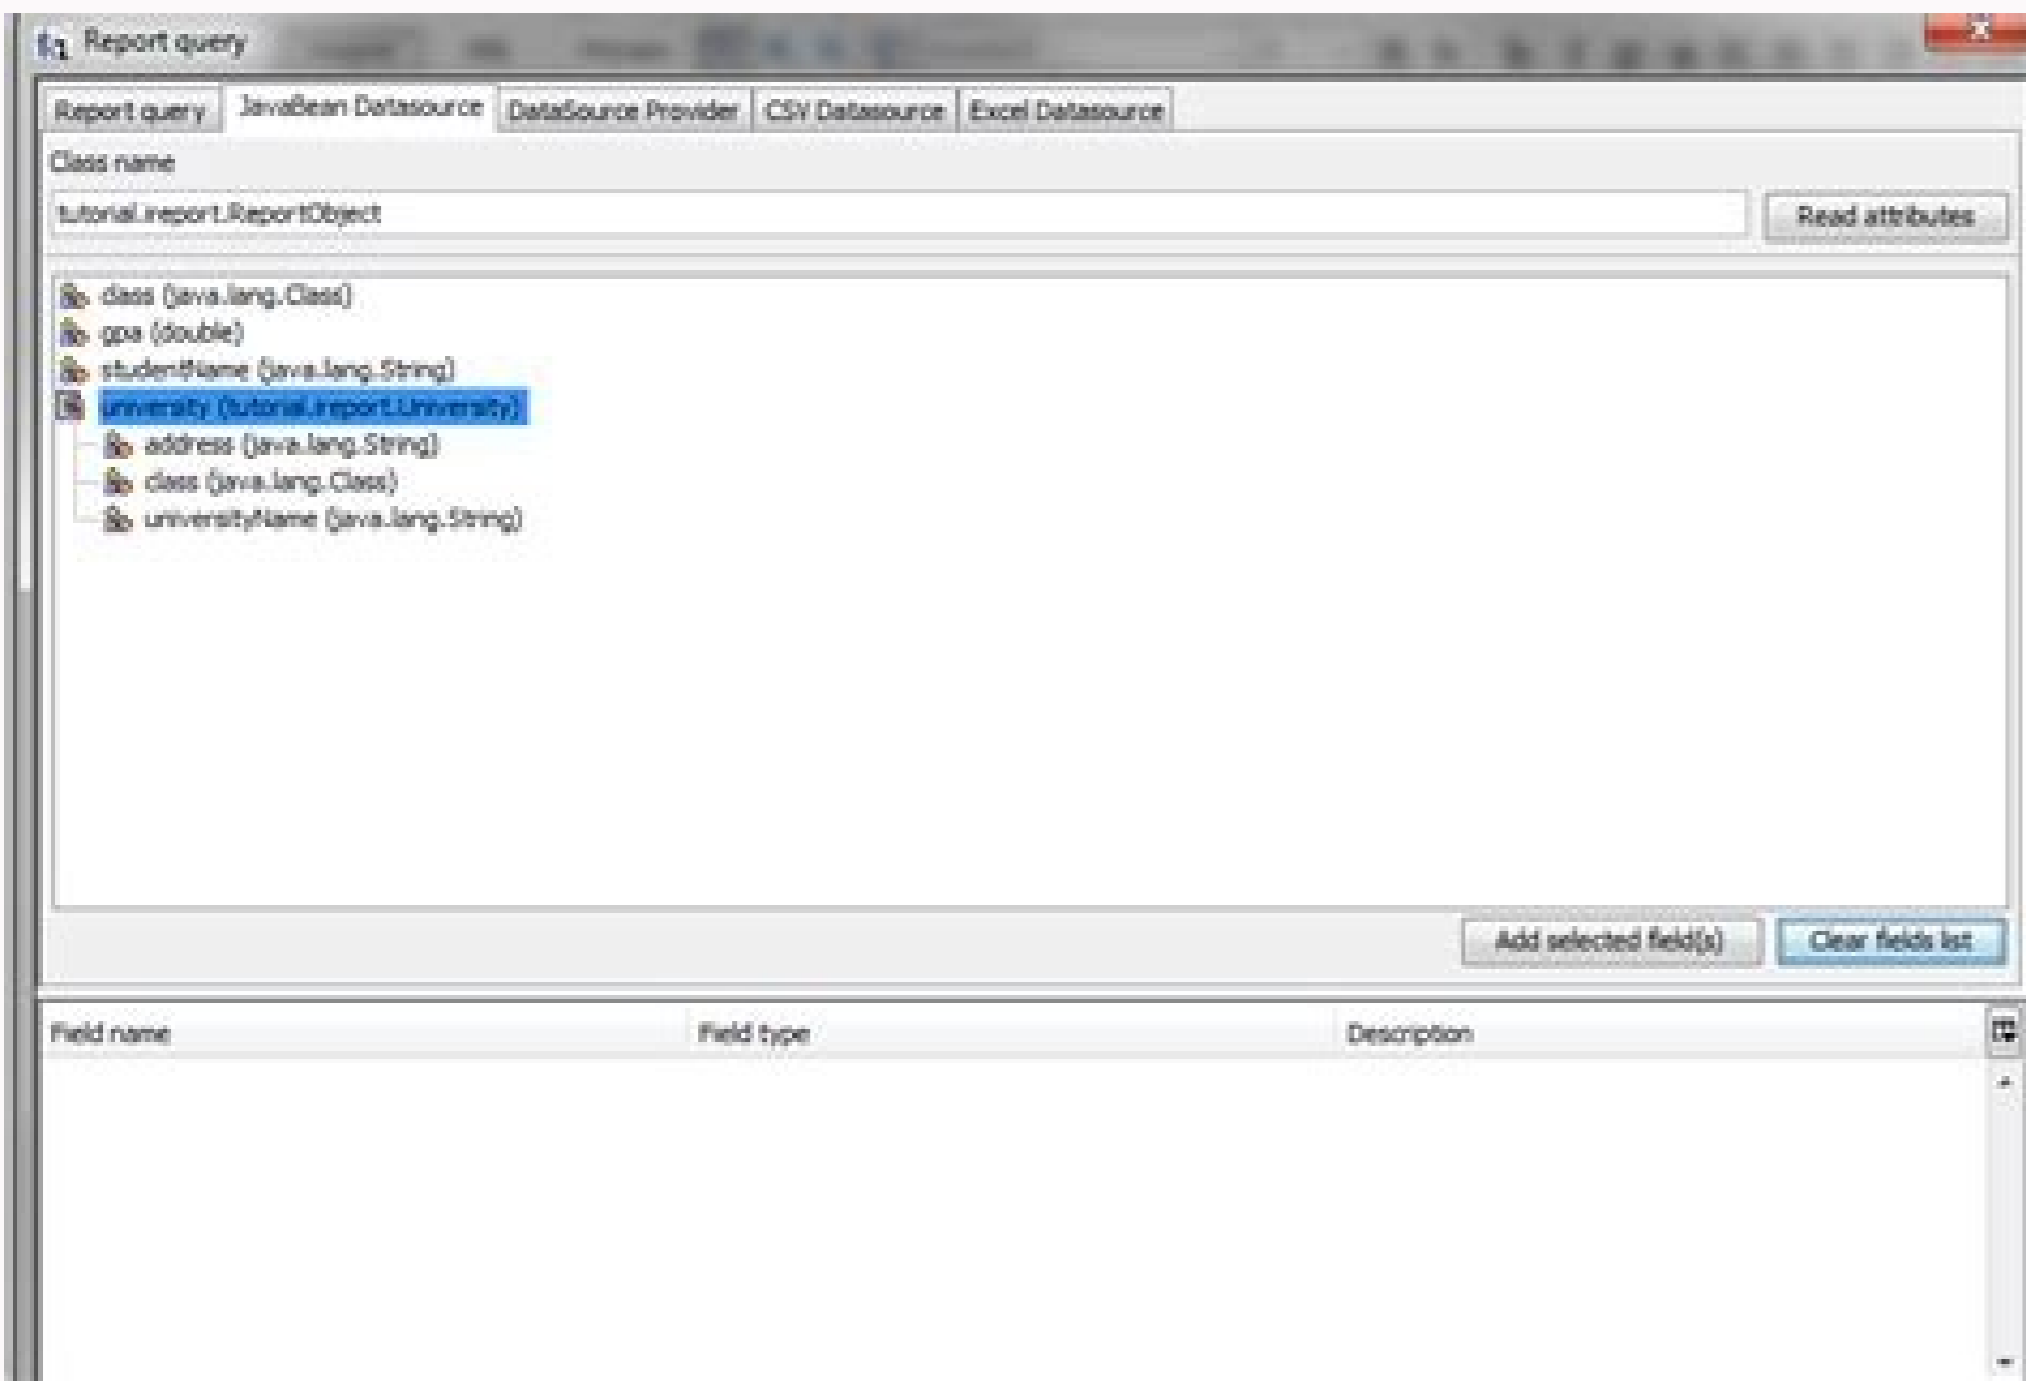 Report query
Report query JavaBean Datasource DataSource Provider CSV Datasource Excel Datasource
Class name
tutorial.ireport.ReportObject Read attributes
class (java.lang.Class)
gpa (double)
studentName (java.lang.String)
university (tutorial.ireport.University)
address (java.lang.String)
class (java.lang.Class)
universityName (java.lang.String)
Add selected field(s) Clear fields list
Field name Field type Description